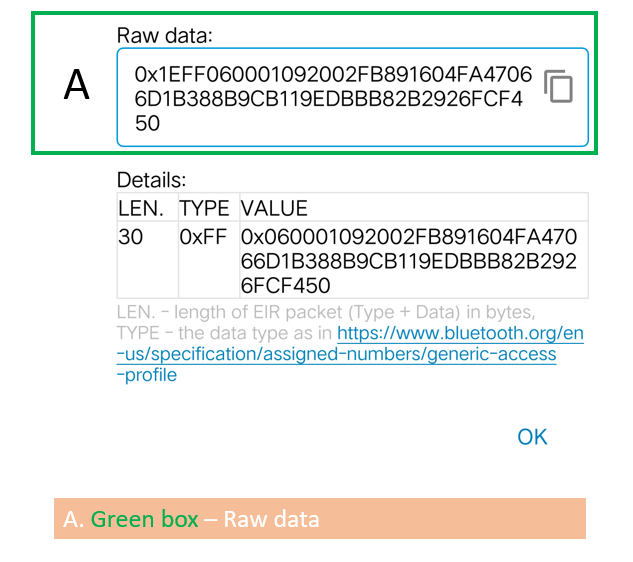 Raw data:
A
0x1EFF060001092002FB891604FA4706
6D1B388B9CB119EDBBB82B2926FCF4
50
Details:
LEN. TYPE VALUE
30 0xFF 0x060001092002FB891604FA470
66D1B388B9CB119EDBBB82B292
6FCF450
LEN. - length of EIR packet (Type + Data) in bytes,
TYPE - the data type as in https://www.bluetooth.org/en
-us/specification/assigned-numbers/generic-access
-profile
OK
A. Green box – Raw data